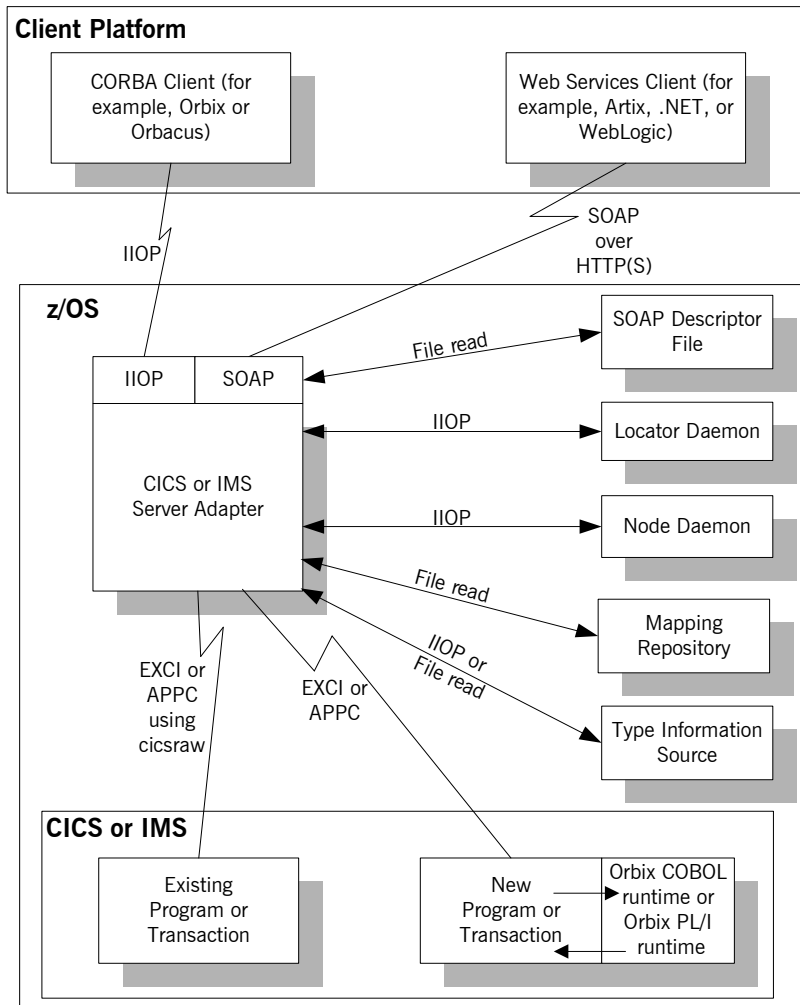 Client Platform
CORBA Client (for
example, Orbix or
Orbacus)
Web Services Client (for
example, Artix, .NET, or
WebLogic)
IIOP
SOAP
over
HTTP(S)
z/OS
IIOP
SOAP
CICS or IMS
Server Adapter
File read
SOAP Descriptor
File
IIOP
Locator Daemon
IIOP
Node Daemon
File read
Mapping
Repository
IIOP or
File read
Type Information
Source
EXCI or
APPC
using
cicsraw
EXCI or
APPC
CICS or IMS
Existing
Program or
Transaction
New
Program or
Transaction
Orbix COBOL
runtime or
Orbix PL/I
runtime